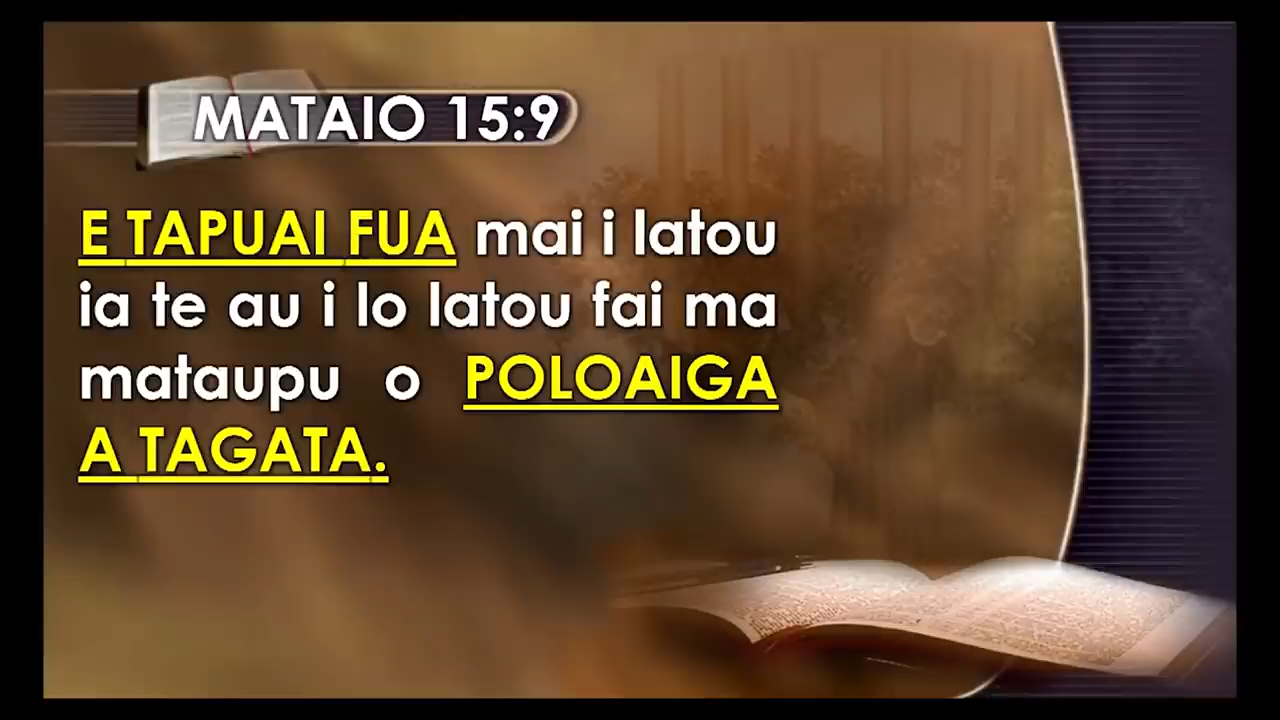 MATAIO 15:9
E TAPUAI FUA mai i latou
ia te au i lo latou fai ma
mataupu o POLOAIGA
A TAGATA.